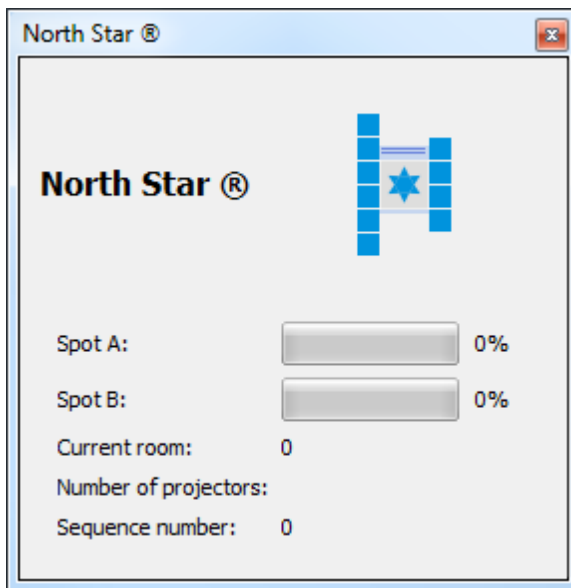 North Star ®
North Star ®
Spot A: 0%
Spot B: 0%
Current room: 0
Number of projectors:
Sequence number: 0